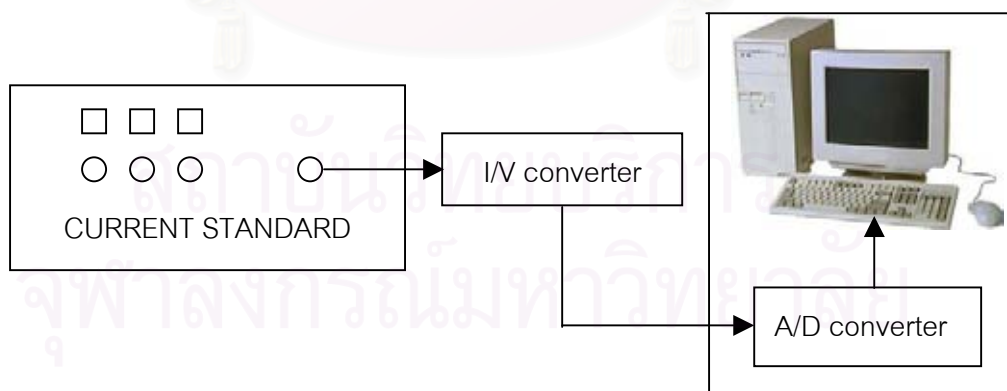 CURRENT STANDARD
I/V converter
A/D converter
สถาบันวิทยบริการ
จุฬาลงกรณ์มหาวิทยาลัย